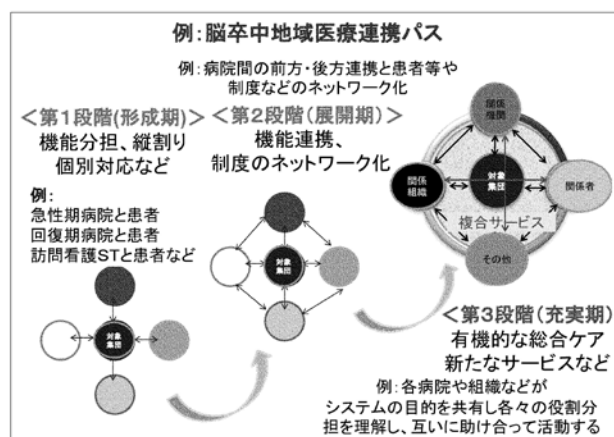 例：脳卒中地域医療連携パス
例：病院間の前方・後方連携と患者等や
制度などのネットワーク化
＜第1段階(形成期)
機能分担、縦割り
個別対応など
例：
急性期病院と患者
回復期病院と患者
訪問看護STと患者など
対象
集団
＜第２段階（展開期）＞
機能連携、
制度のネットワーク化
対象
集団
関係
機関
関係
組織
対象
集団
関係者
複合サービス
その他
＜第３段階（充実期）
有機的な総合ケア
新たなサービスなど
例：各病院や組織などが
システムの目的を共有し各々の役割分
担を理解し、互いに助け合って活動する